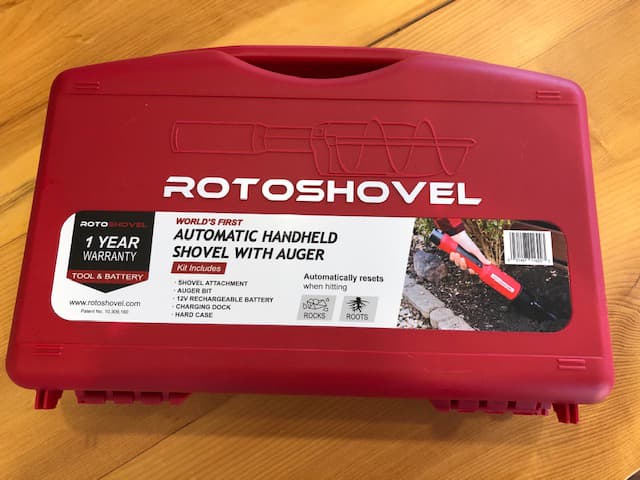 ROTOSHOVEL
ROTOSHOVEL
1 YEAR
WARRANTY
TOOL & BATTERY
www.rotoshovel.com
WORLD'S FIRST
AUTOMATIC HANDHELD
SHOVEL WITH AUGER
Kit Includes
· SHOVEL ATTACHMENT
· AUGER BIT
· 12V RECHARGEABLE BATTERY
· CHARGING DOCK
· HARD CASE
Automatically resets
when hitting
ROCKS
ROOTS